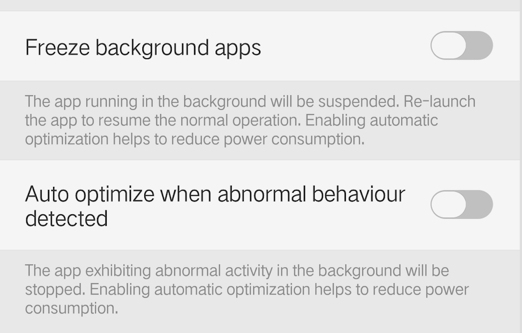 Freeze background apps
The app running in the background will be suspended. Re-launch
the app to resume the normal operation. Enabling automatic
optimization helps to reduce power consumption.
Auto optimize when abnormal behaviour
detected
The app exhibiting abnormal activity in the background will be
stopped. Enabling automatic optimization helps to reduce power
consumption.